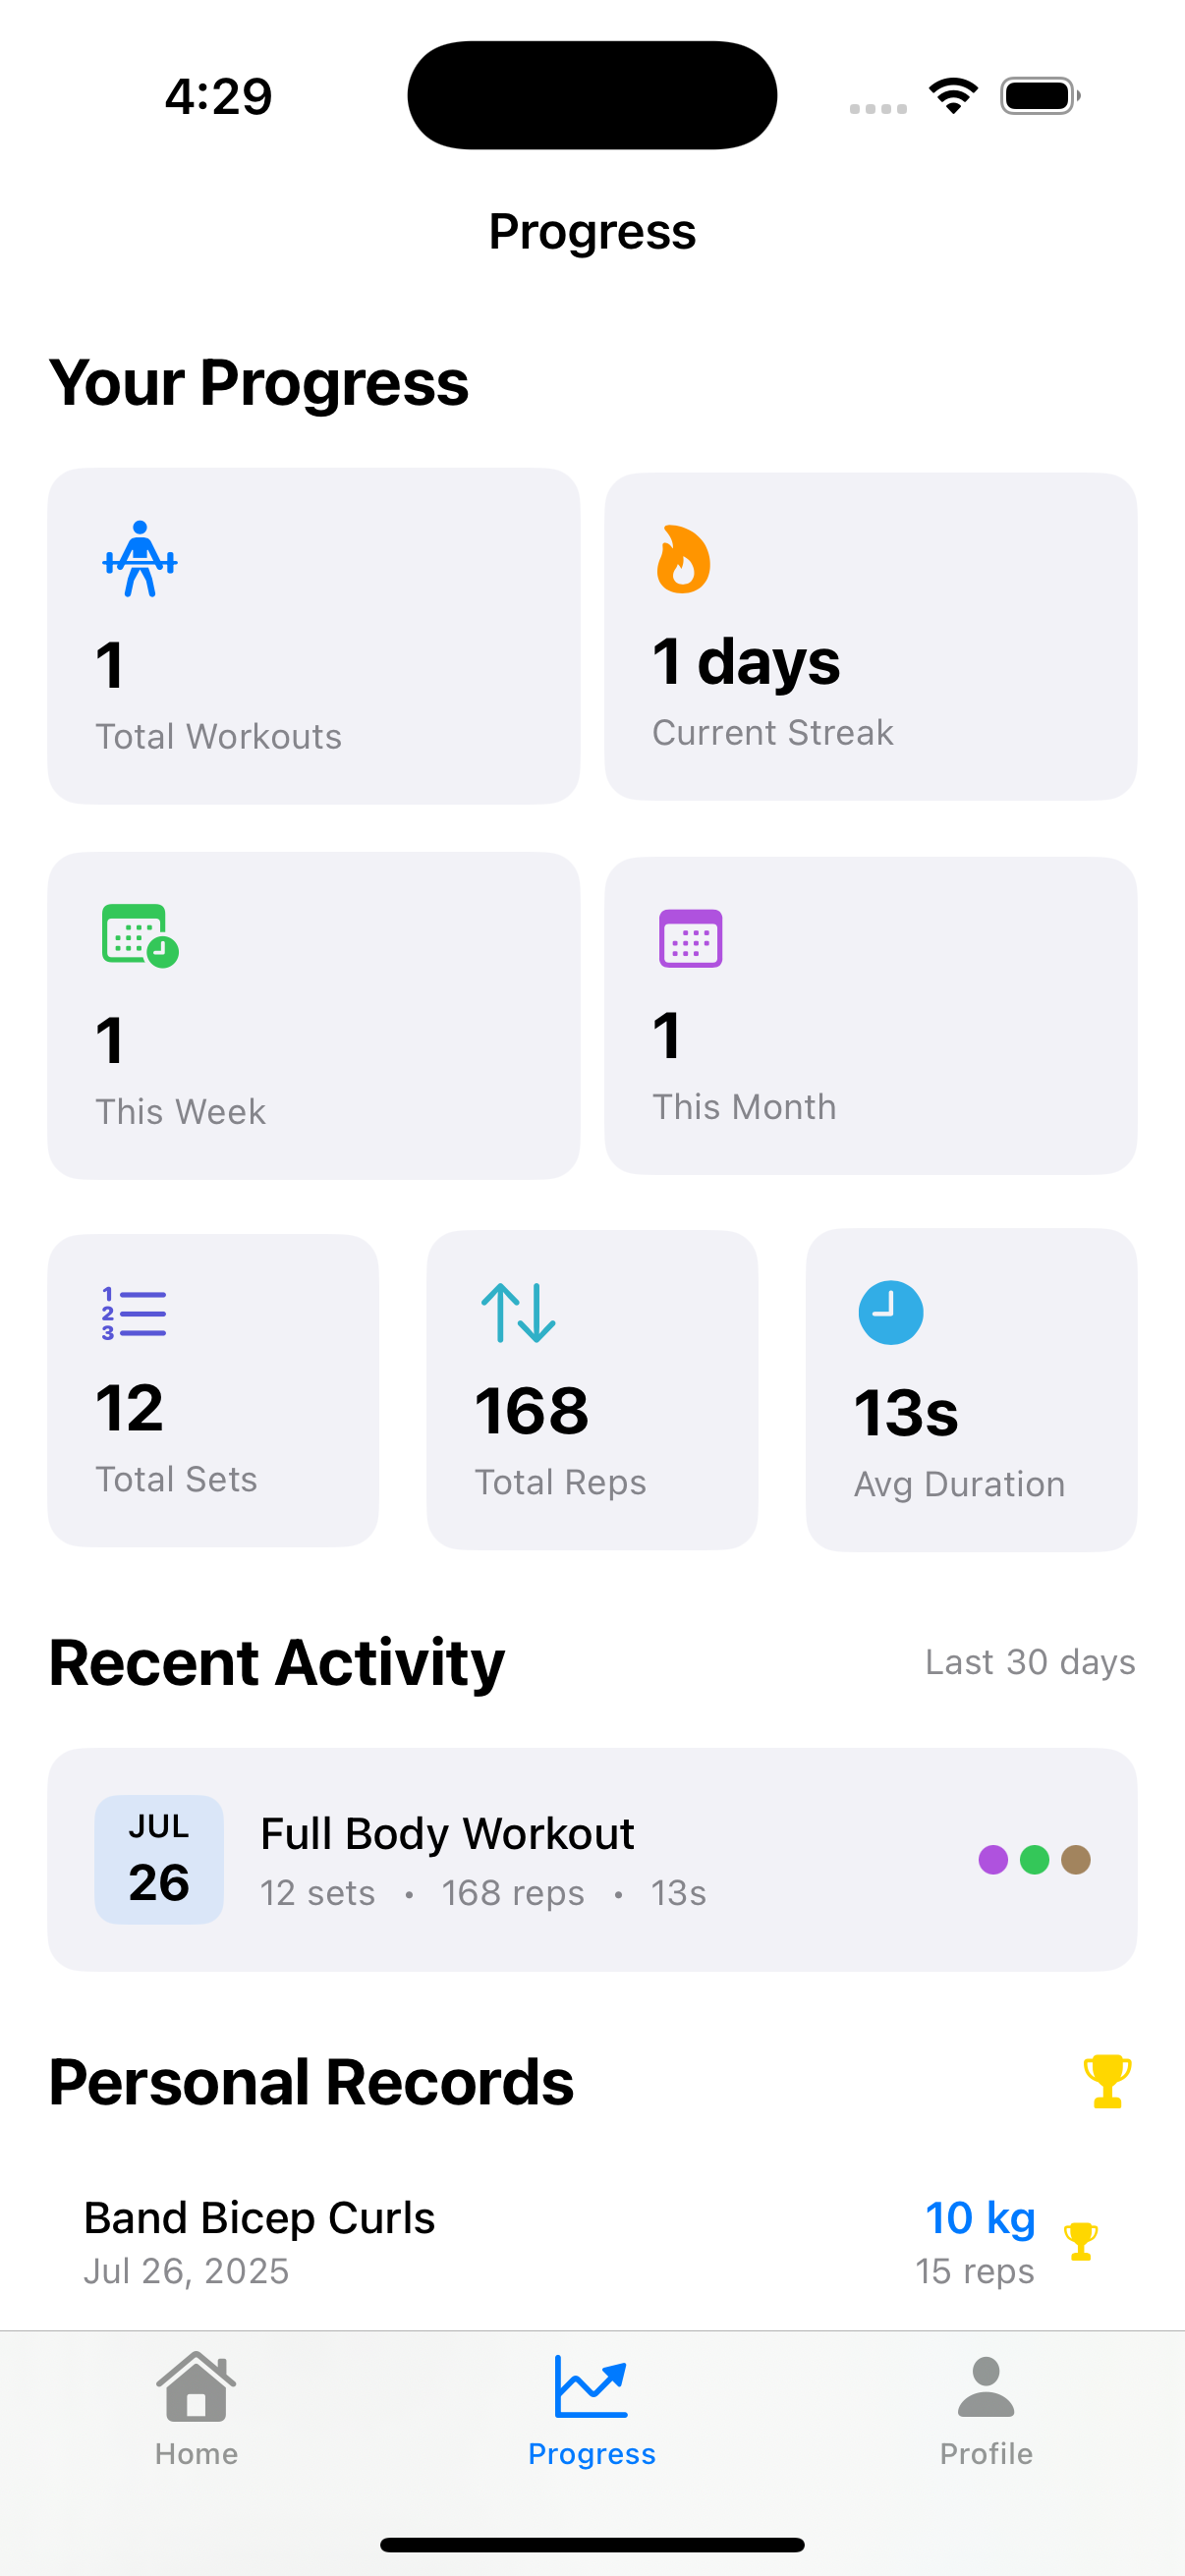 4:29
Progress
Your Progress
1
Total Workouts
1 days
Current Streak
1
This Week
1
This Month
1
2
3
12
Total Sets
168
Total Reps
13s
Avg Duration
Recent Activity
Last 30 days
JUL
26
Full Body Workout
12 sets • 168 reps • 13s
Personal Records
Band Bicep Curls
10 kg
Jul 26, 2025
15 reps
Home
Progress
Profile